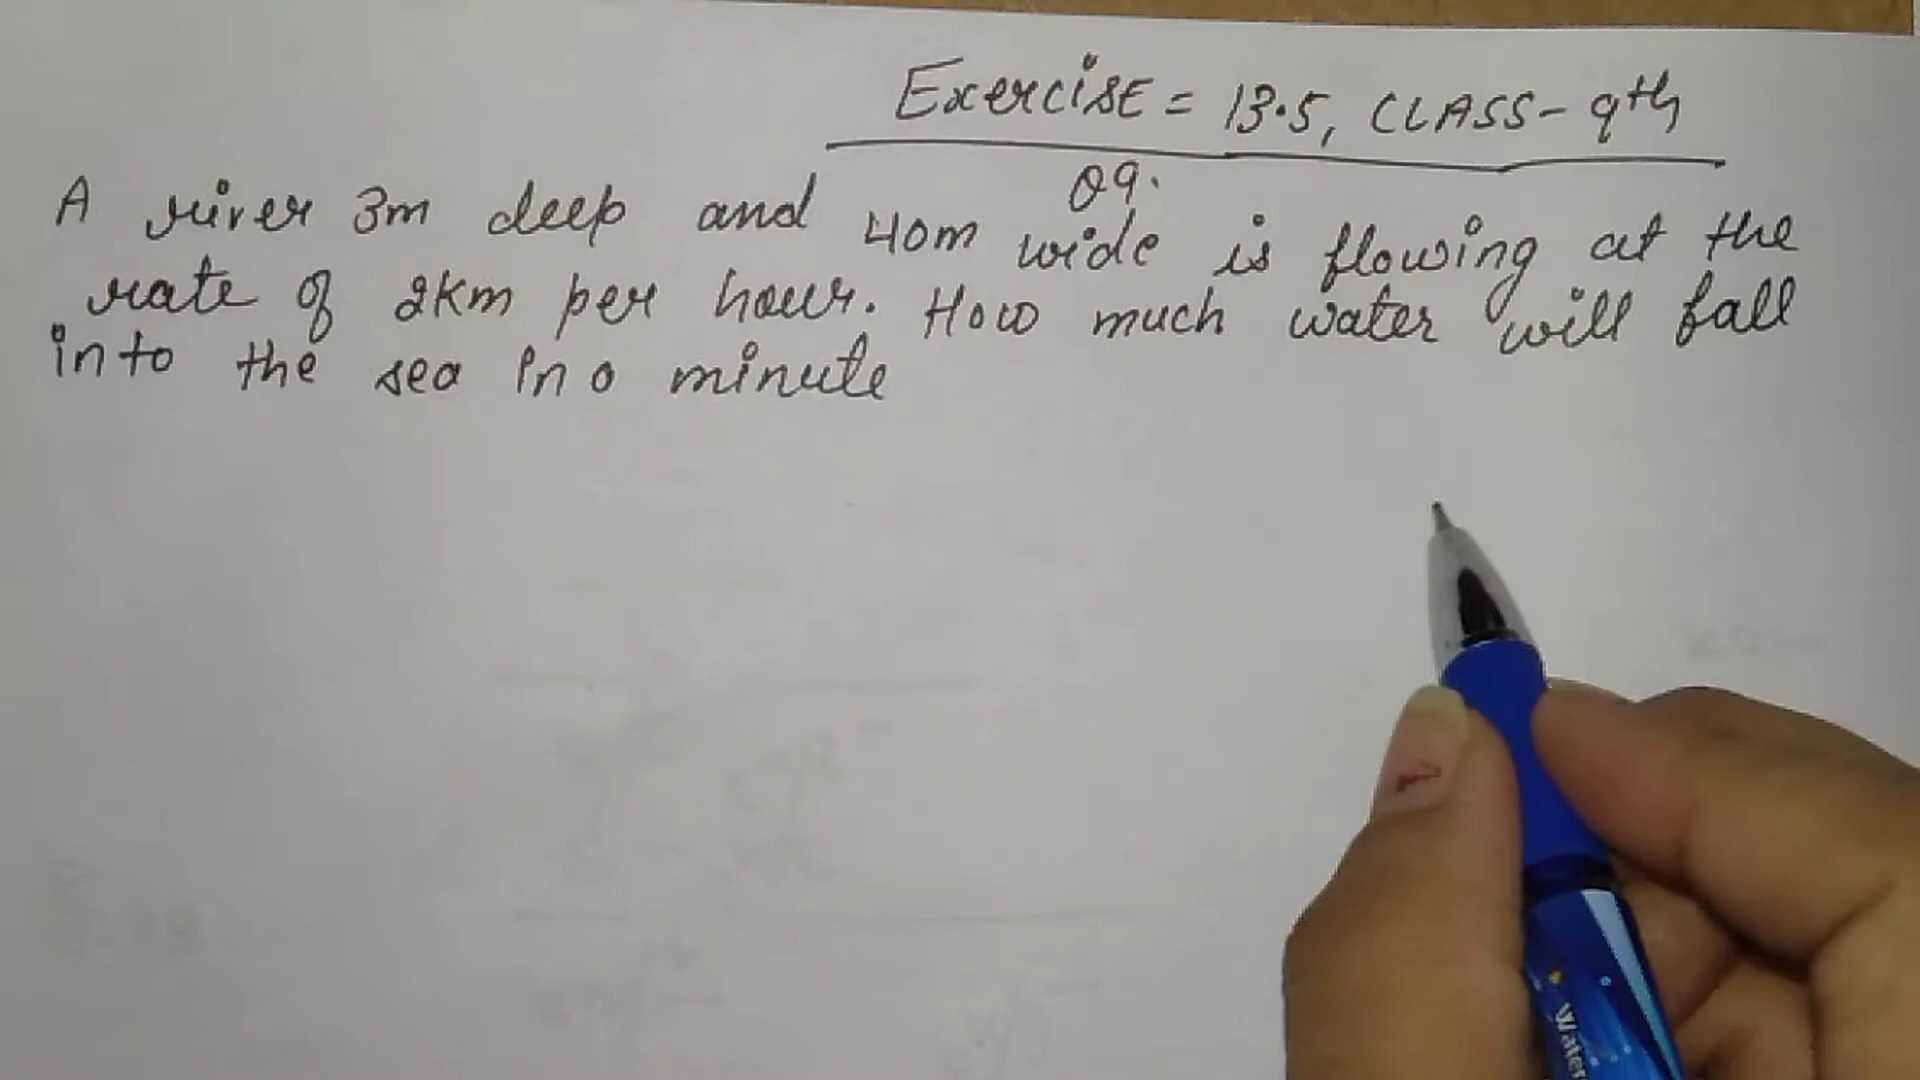 Exercise = 13.5, CLASS- 9th
Q9.
A river 3m deep and 40m wide is flowing at the
rate of 2km per hour. How much water will fall
into the sea in a minute
Water